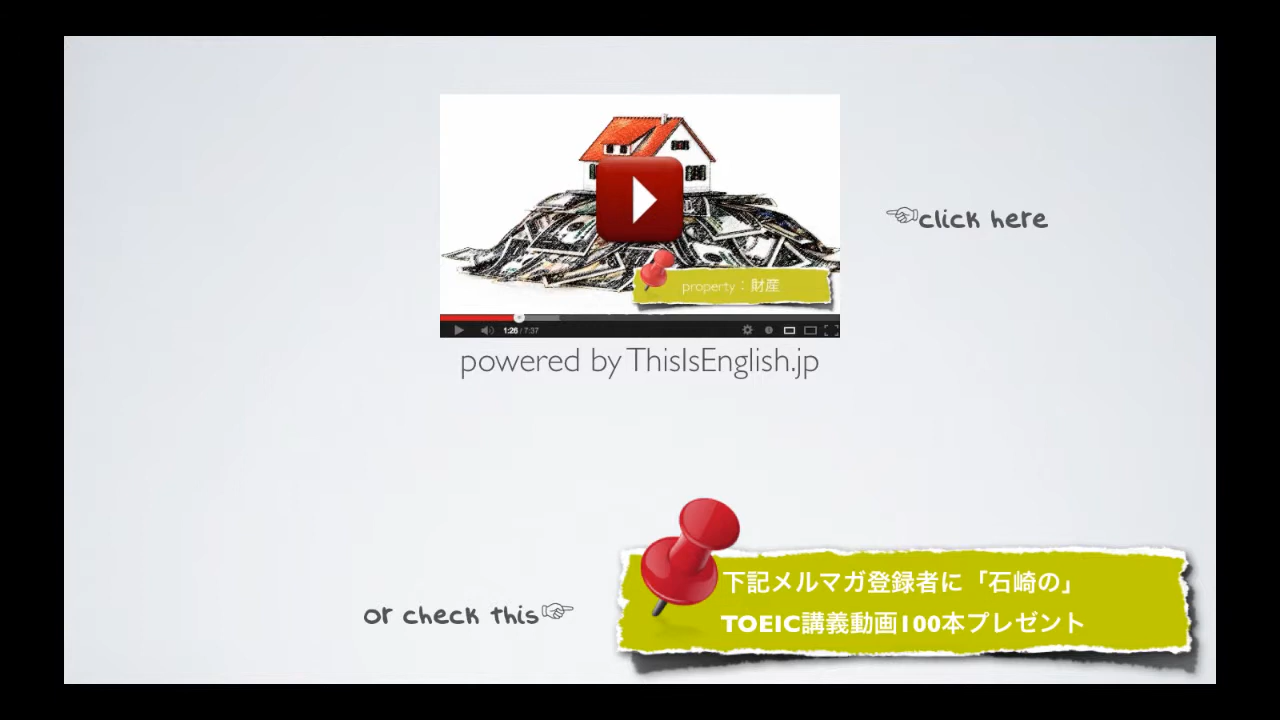 click here
property：財産
1:26 / 7:37
powered by ThisIsEnglish.jp
下記メルマガ登録者に「石崎の」
or check this
TOEIC講義動画100本プレゼント